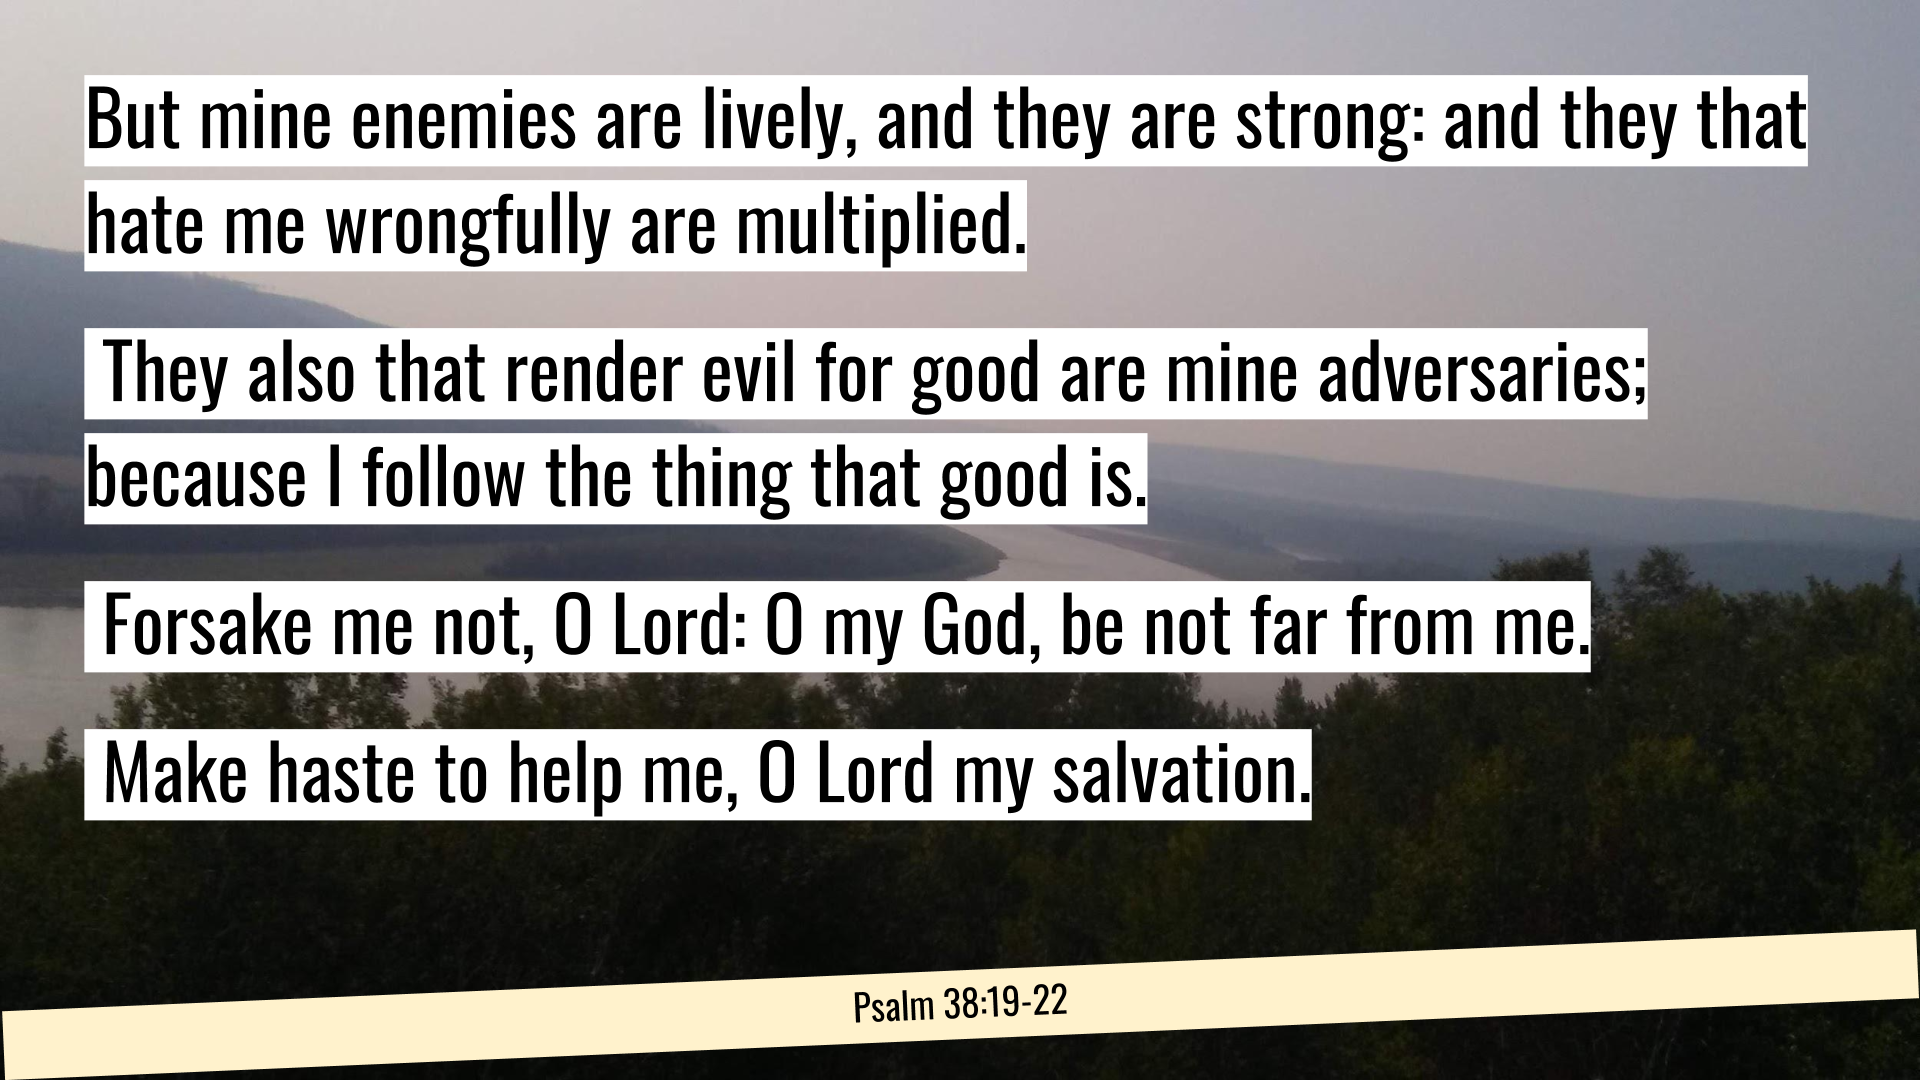 But mine enemies are lively, and they are strong: and they that
hate me wrongfully are multiplied.
They also that render evil for good are mine adversaries;
because I follow the thing that good is.
Forsake me not, O Lord: O my God, be not far from me.
Make haste to help me, O Lord my salvation.
Psalm 38:19-22